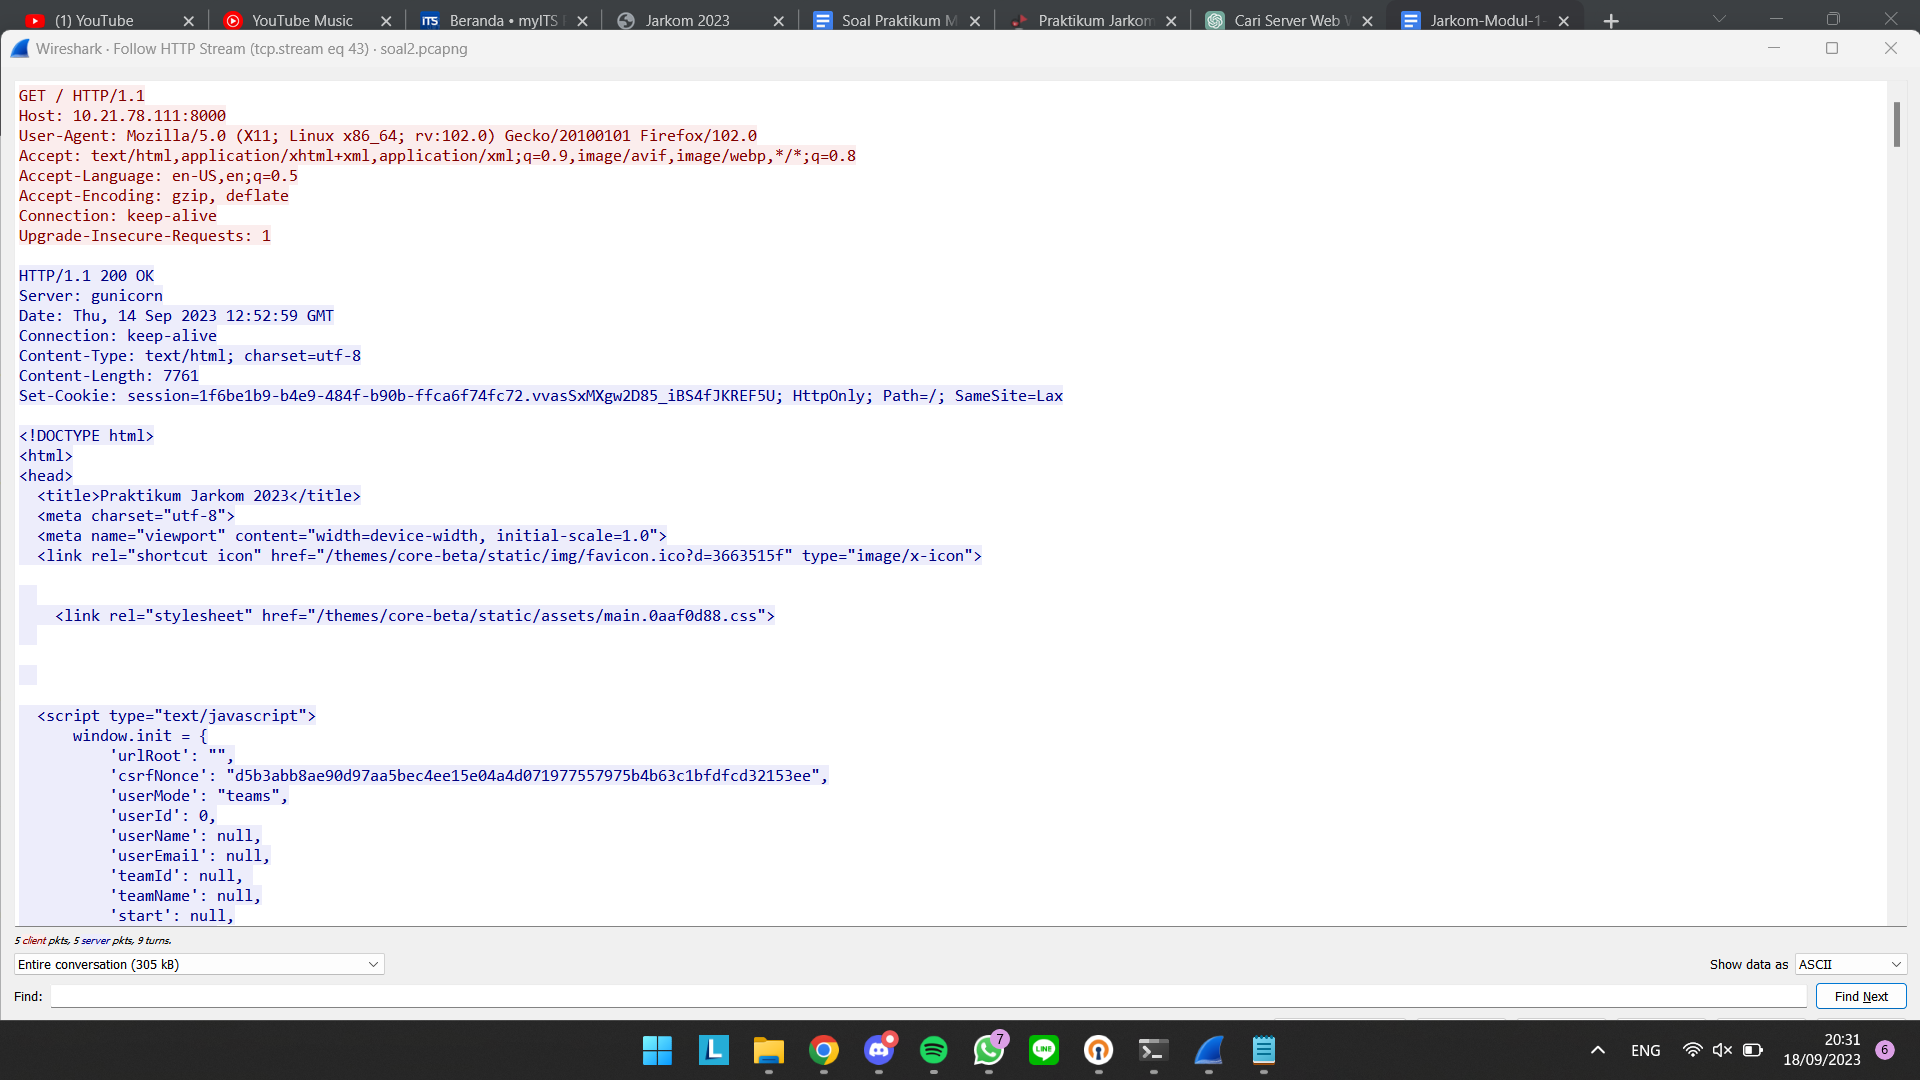 (1) YouTube
YouTube Music
ITS Beranda • myITS
Jarkom 2023
Soal Praktikum M
Praktikum Jarkom
Cari Server Web
Jarkom-Modul-1-
Wireshark · Follow HTTP Stream (tcp.stream eq 43) · soal2.pcapng
GET / HTTP/1.1
Host: 10.21.78.111:8000
User-Agent: Mozilla/5.0 (X11; Linux x86_64; rv:102.0) Gecko/20100101 Firefox/102.0
Accept: text/html,application/xhtml+xml,application/xml;q=0.9,image/avif,image/webp,*/*;q=0.8
Accept-Language: en-US,en;q=0.5
Accept-Encoding: gzip, deflate
Connection: keep-alive
Upgrade-Insecure-Requests: 1
HTTP/1.1 200 OK
Server: gunicorn
Date: Thu, 14 Sep 2023 12:52:59 GMT
Connection: keep-alive
Content-Type: text/html; charset=utf-8
Content-Length: 7761
Set-Cookie: session=1f6be1b9-b4e9-484f-b90b-ffca6f74fc72.vvasSxMXgw2D85_iBS4fJKREF5U; HttpOnly; Path=/; SameSite=Lax
<!DOCTYPE html>
<html>
<head>
<title>Praktikum Jarkom 2023</title>
<meta charset="utf-8">
<meta name="viewport" content="width=device-width, initial-scale=1.0">
<link rel="shortcut icon" href="/themes/core-beta/static/img/favicon.ico?d=3663515f" type="image/x-icon">
<link rel="stylesheet" href="/themes/core-beta/static/assets/main.0aaf0d88.css">
<script type="text/javascript">
window.init = {
'urlRoot': "",
'csrfNonce': "d5b3abb8ae90d97aa5bec4ee15e04a4d071977557975b4b63c1bfdfcd32153ee",
'userMode': "teams",
'userId': 0,
'userName': null,
'userEmail': null,
'teamId': null,
'teamName': null,
'start': null,
5 client pkts, 5 server pkts, 9 turns.
Entire conversation (305 kB)
Show data as ASCII
Find:
Find Next
L
7
LINE
ENG
20:31
18/09/2023
6